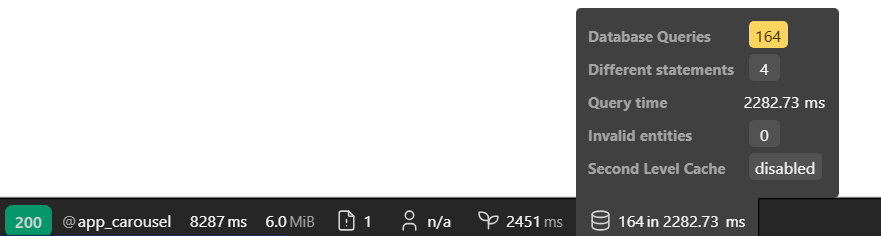 Database Queries 164
Different statements 4
Query time 2282.73 ms
Invalid entities 0
Second Level Cache disabled
200 @app_carousel 8287 ms 6.0 MiB 1 n/a 2451 ms 164 in 2282.73 ms